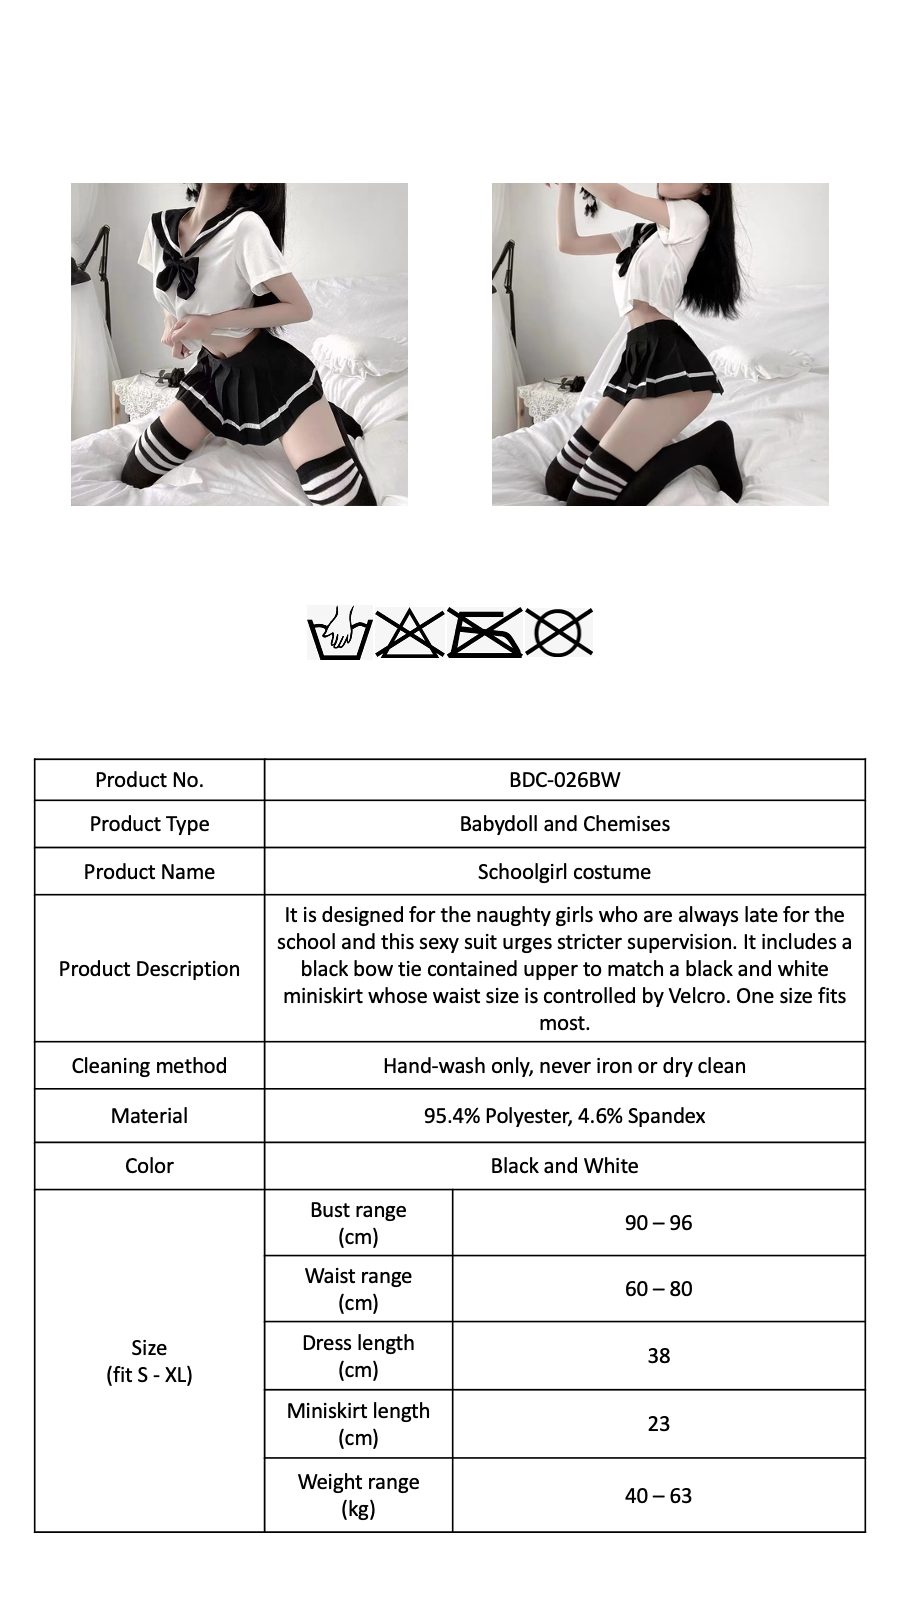 Product No.
BDC-026BW
Product Type
Babydoll and Chemises
Product Name
Schoolgirl costume
Product Description
It is designed for the naughty girls who are always late for the
school and this sexy suit urges stricter supervision. It includes a
black bow tie contained upper to match a black and white
miniskirt whose waist size is controlled by Velcro. One size fits
most.
Cleaning method
Hand-wash only, never iron or dry clean
Material
95.4% Polyester, 4.6% Spandex
Color
Black and White
Size
(fit S - XL)
Bust range
(cm)
90 – 96
Waist range
(cm)
60 – 80
Dress length
(cm)
38
Miniskirt length
(cm)
23
Weight range
(kg)
40 – 63